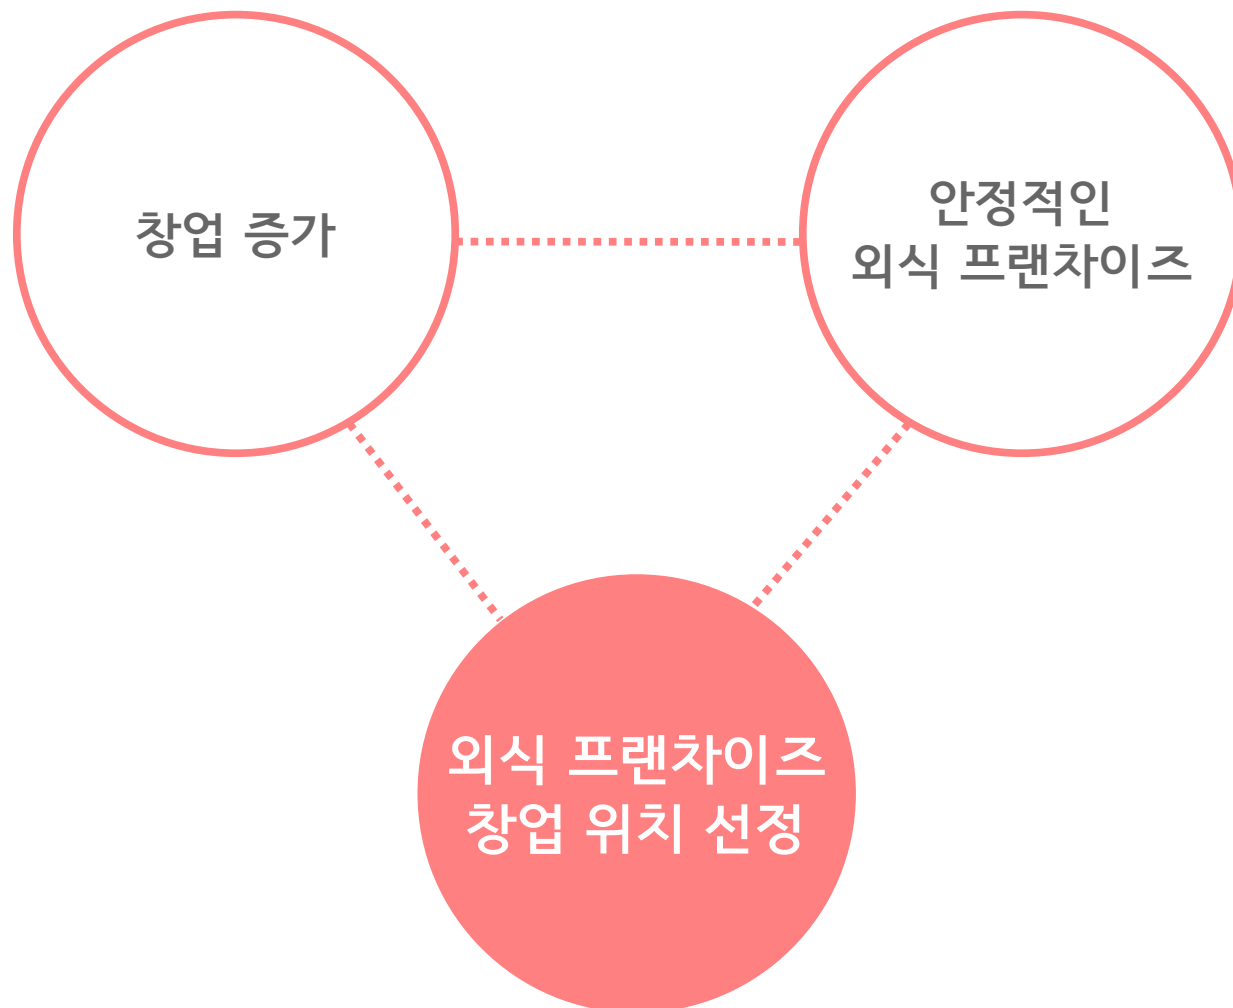 창업 증가
안정적인
외식 프랜차이즈
외식 프랜차이즈
창업 위치 선정